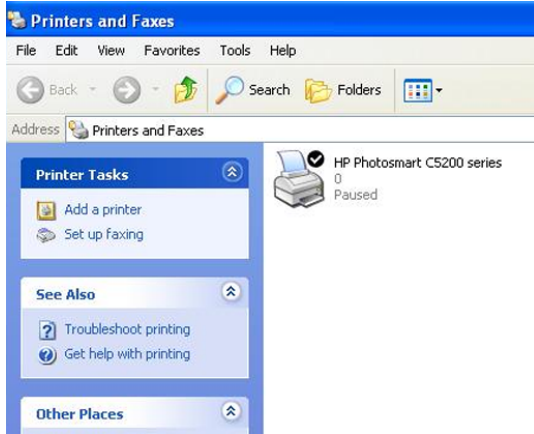 Printers and Faxes
File Edit View Favorites Tools Help
Back Search Folders
Address Printers and Faxes
Printer Tasks
Add a printer
Set up faxing
See Also
Troubleshoot printing
Get help with printing
Other Places
HP Photosmart C5200 series
0
Paused